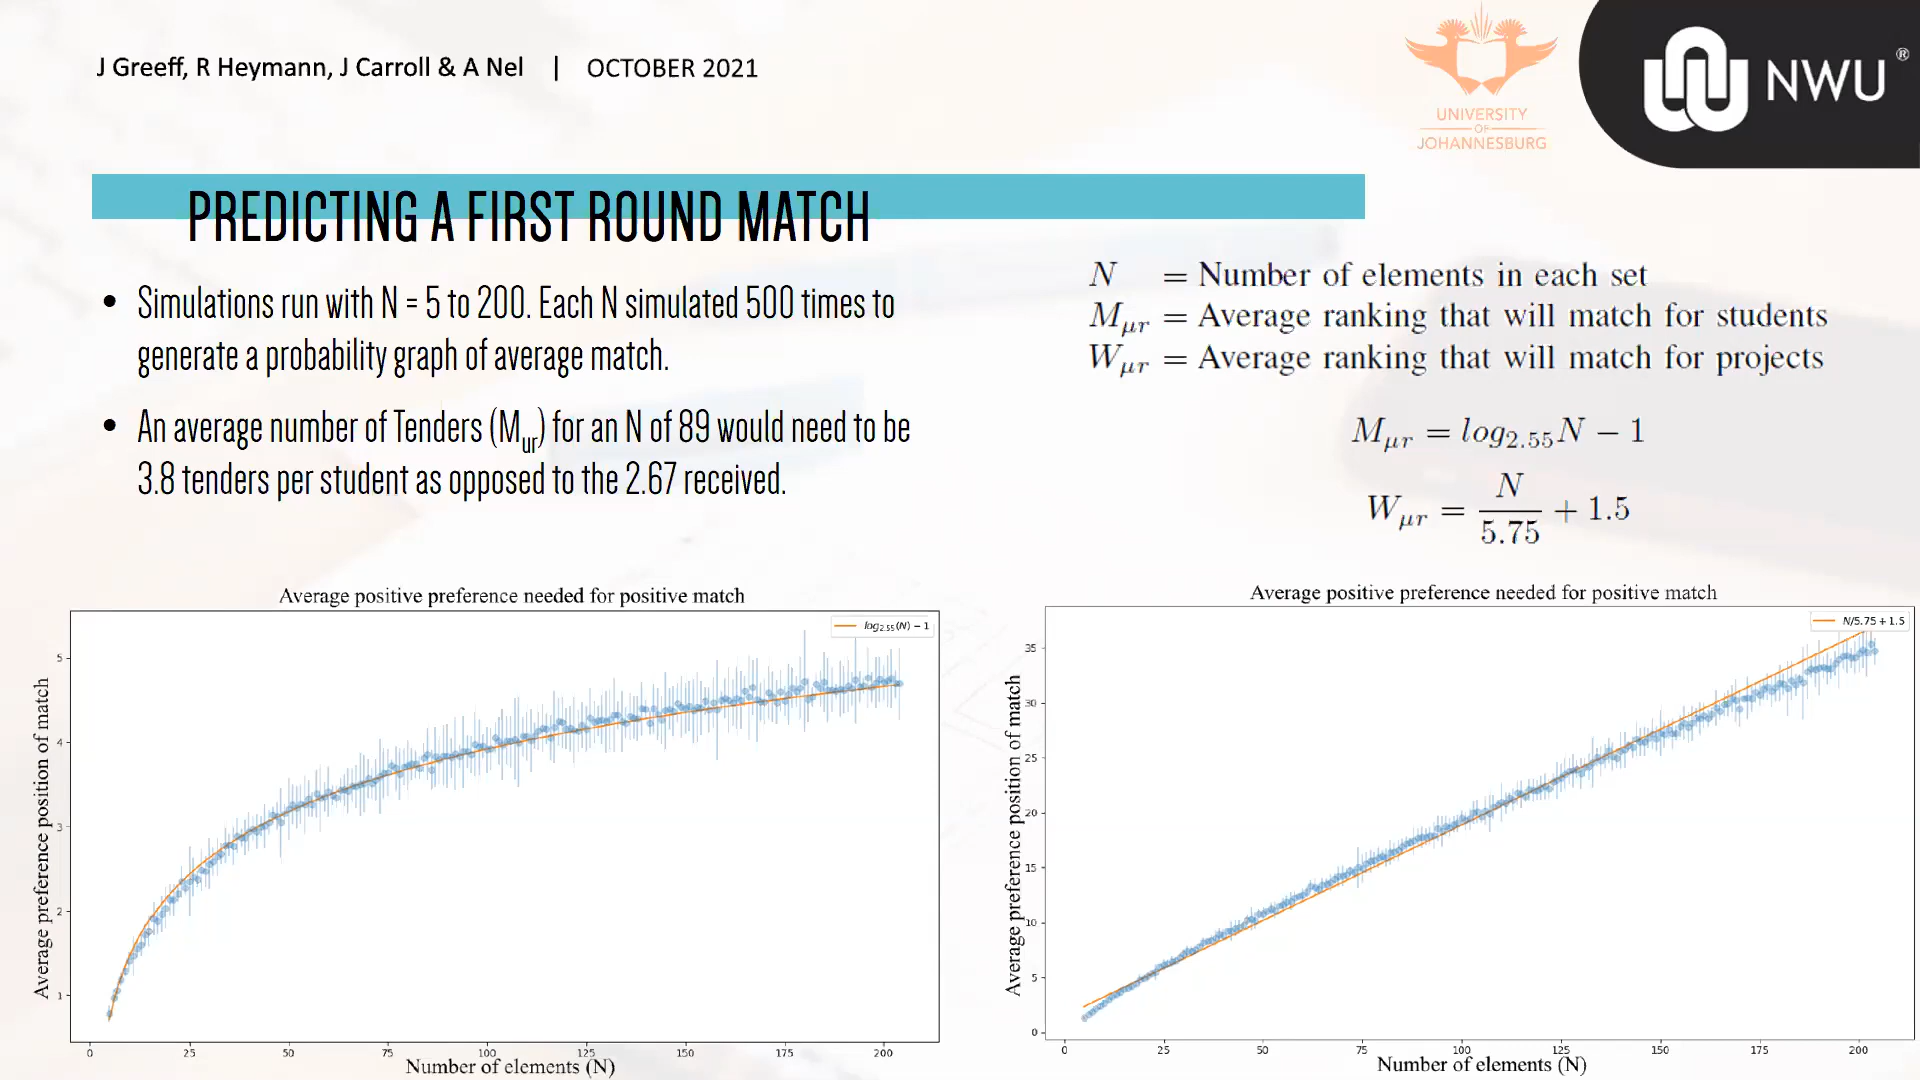 J Greeff, R Heymann, J Carroll & A Nel | OCTOBER 2021
UNIVERSITY
OF
JOHANNESBURG
NWU®
PREDICTING A FIRST ROUND MATCH
• Simulations run with N = 5 to 200. Each N simulated 500 times to
generate a probability graph of average match.
• An average number of Tenders (Mur) for an N of 89 would need to be
3.8 tenders per student as opposed to the 2.67 received.
N = Number of elements in each set
Mμr = Average ranking that will match for students
Wμr = Average ranking that will match for projects
Mμr = log2.55N − 1
Wμr = N/5.75 + 1.5
Average positive preference needed for positive match
log2.55(N) − 1
Average preference position of match
5
4
3
2
1
0 25 50 75 100 125 150 175 200
Number of elements (N)
Average positive preference needed for positive match
N/5.75 + 1.5
Average preference position of match
35
30
25
20
15
10
5
0
0 25 50 75 100 125 150 175 200
Number of elements (N)